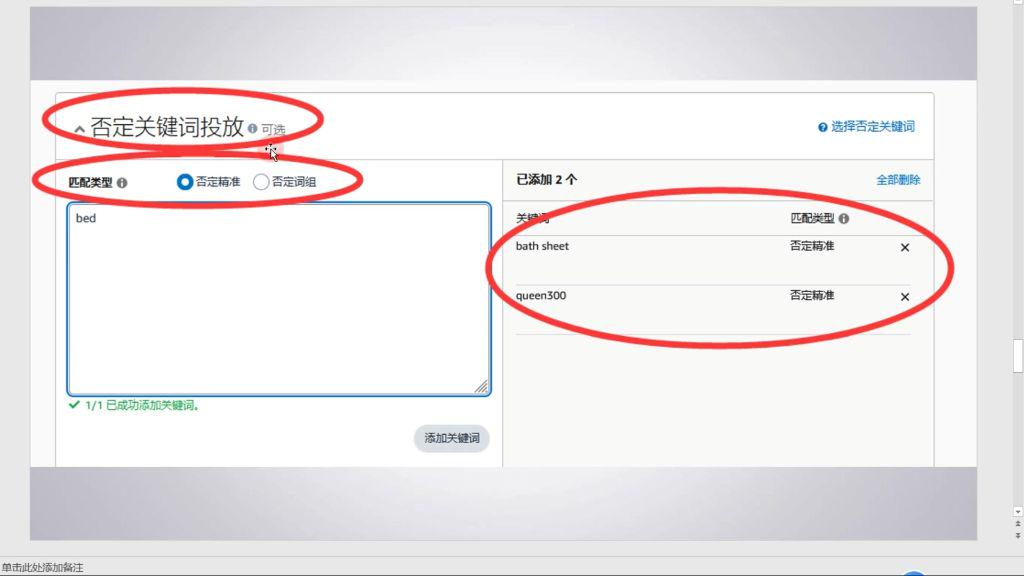 否定关键词投放 可选
选择否定关键词
匹配类型 否定精准 否定词组
bed
1/1 已成功添加关键词。
添加关键词
已添加 2 个 全部删除
关键词 匹配类型
bath sheet 否定精准
queen300 否定精准
单击此处添加备注